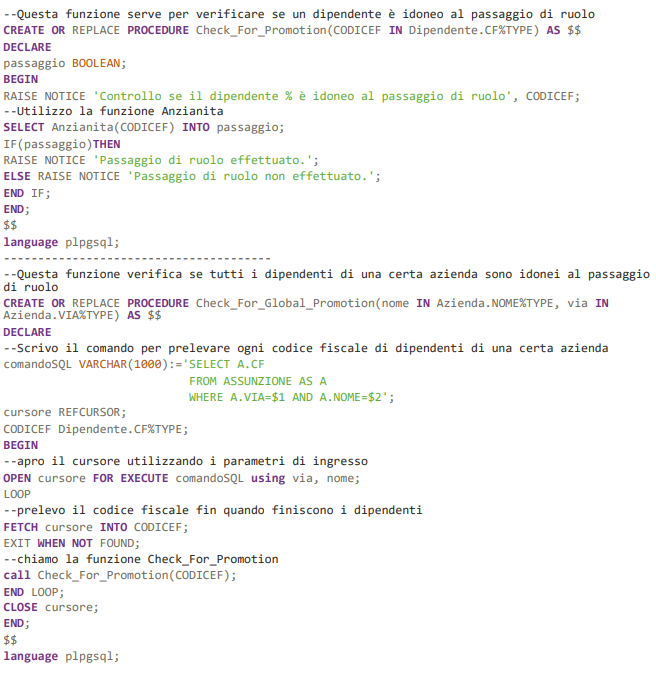 --Questa funzione serve per verificare se un dipendente è idoneo al passaggio di ruolo
CREATE OR REPLACE PROCEDURE Check_For_Promotion(CODICEF IN Dipendente.CF%TYPE) AS $$
DECLARE
passaggio BOOLEAN;
BEGIN
RAISE NOTICE 'Controllo se il dipendente % è idoneo al passaggio di ruolo', CODICEF;
--Utilizzo la funzione Anzianita
SELECT Anzianita(CODICEF) INTO passaggio;
IF(passaggio)THEN
RAISE NOTICE 'Passaggio di ruolo effettuato.';
ELSE RAISE NOTICE 'Passaggio di ruolo non effettuato.';
END IF;
END;
$$
language plpgsql;
---------------------------------------
--Questa funzione verifica se tutti i dipendenti di una certa azienda sono idonei al passaggio
di ruolo
CREATE OR REPLACE PROCEDURE Check_For_Global_Promotion(nome IN Azienda.NOME%TYPE, via IN
Azienda.VIA%TYPE) AS $$
DECLARE
--Scrivo il comando per prelevare ogni codice fiscale di dipendenti di una certa azienda
comandoSQL VARCHAR(1000):='SELECT A.CF
FROM ASSUNZIONE AS A
WHERE A.VIA=$1 AND A.NOME=$2';
cursore REFCURSOR;
CODICEF Dipendente.CF%TYPE;
BEGIN
--apro il cursore utilizzando i parametri di ingresso
OPEN cursore FOR EXECUTE comandoSQL using via, nome;
LOOP
--prelevo il codice fiscale fin quando finiscono i dipendenti
FETCH cursore INTO CODICEF;
EXIT WHEN NOT FOUND;
--chiamo la funzione Check_For_Promotion
call Check_For_Promotion(CODICEF);
END LOOP;
CLOSE cursore;
END;
$$
language plpgsql;